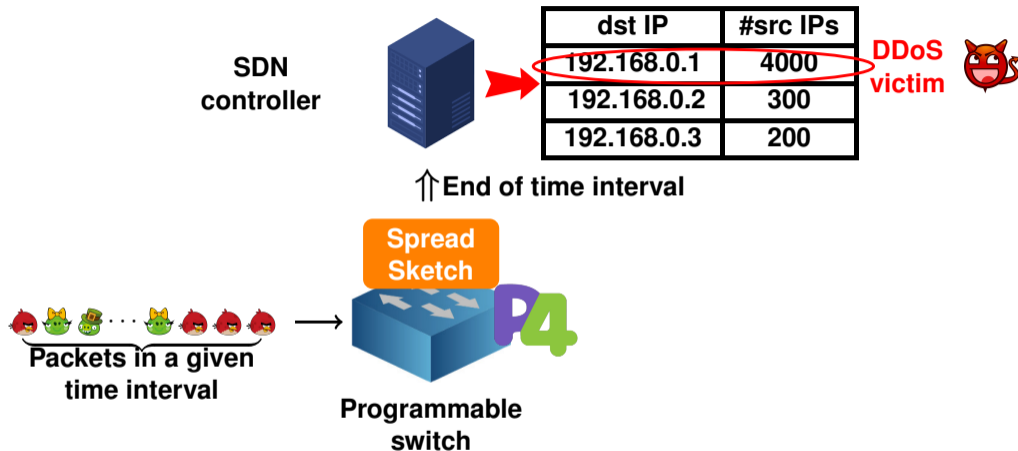 SDN
controller
dst IP #src IPs
192.168.0.1 4000
192.168.0.2 300
192.168.0.3 200
DDoS
victim
End of time interval
Spread
Sketch
P4
Packets in a given
time interval
Programmable
switch